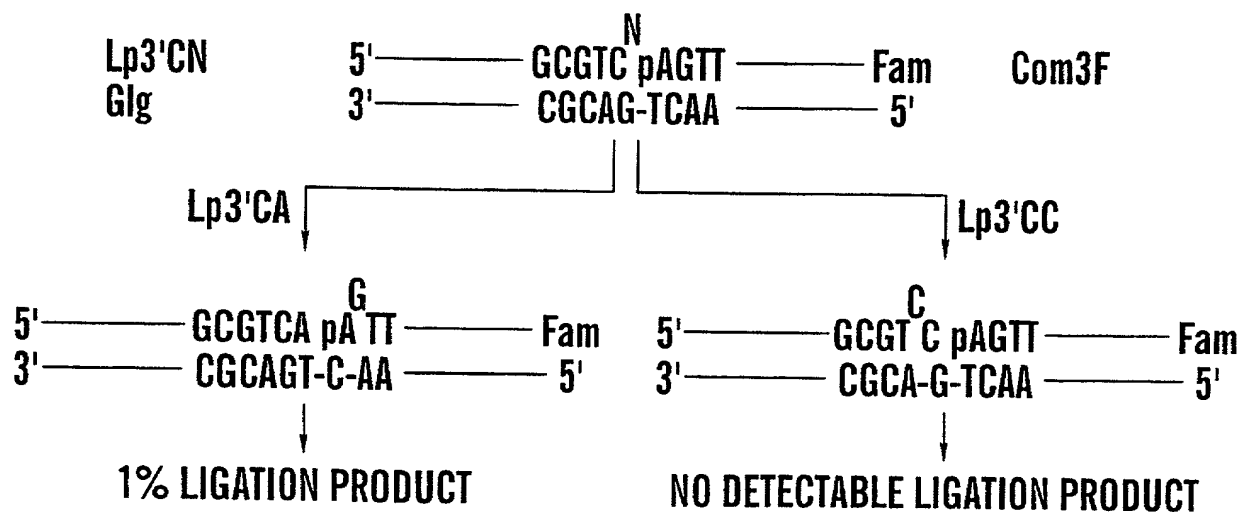 N
Lp3'CN 5' GCGTC pAGTT Fam Com3F
Glg 3' CGCAG-TCAA 5'
Lp3'CA Lp3'CC
G C
5' GCGTCA pA TT Fam 5' GCGT C pAGTT Fam
3' CGCAGT-C-AA 5' 3' CGCA-G-TCAA 5'
1% LIGATION PRODUCT NO DETECTABLE LIGATION PRODUCT